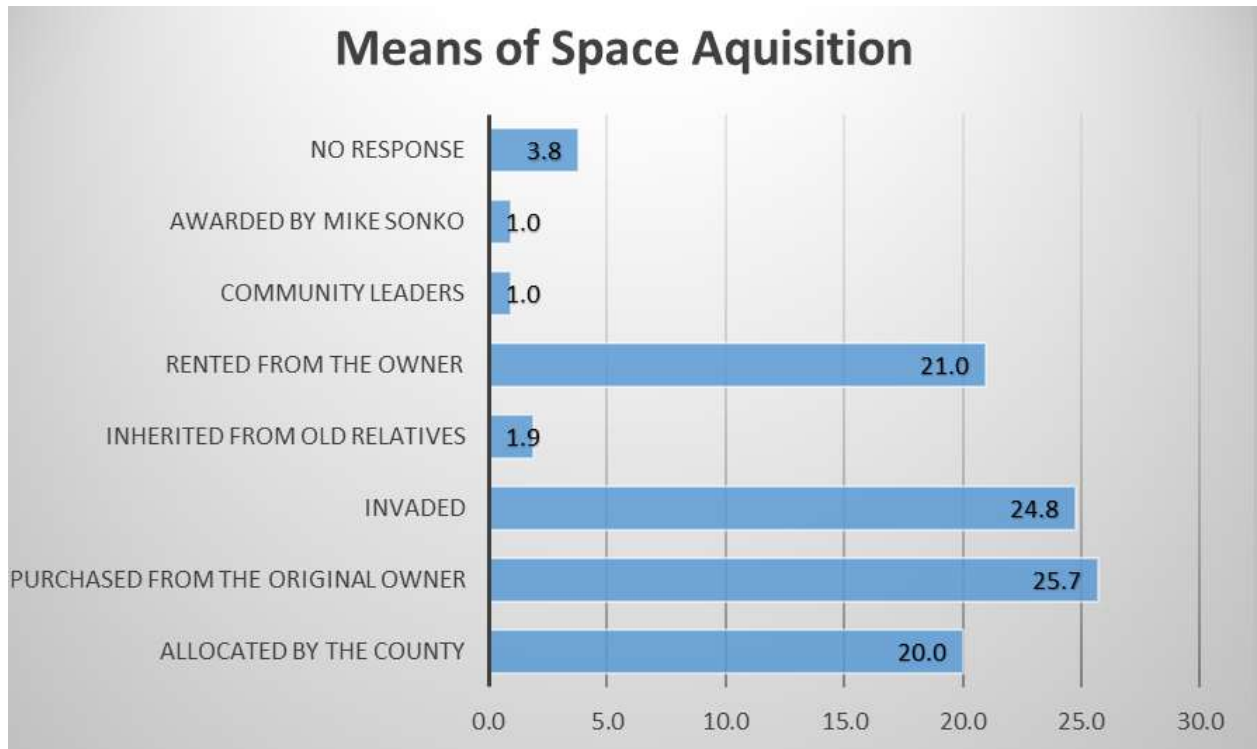 Means of Space Aquisition
NO RESPONSE
3.8
AWARDED BY MIKE SONKO
1.0
COMMUNITY LEADERS
1.0
RENTED FROM THE OWNER
21.0
INHERITED FROM OLD RELATIVES
1.9
INVADED
24.8
PURCHASED FROM THE ORIGINAL OWNER
25.7
ALLOCATED BY THE COUNTY
20.0
0.0 5.0 10.0 15.0 20.0 25.0 30.0